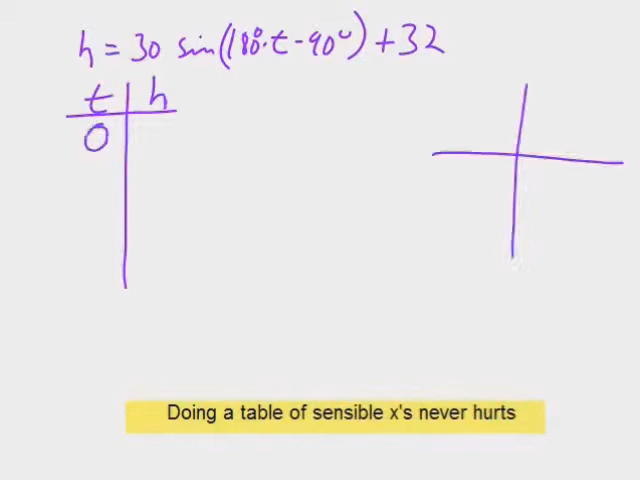 h = 30 sin(180°·t - 90°) + 32
t h
0
Doing a table of sensible x's never hurts